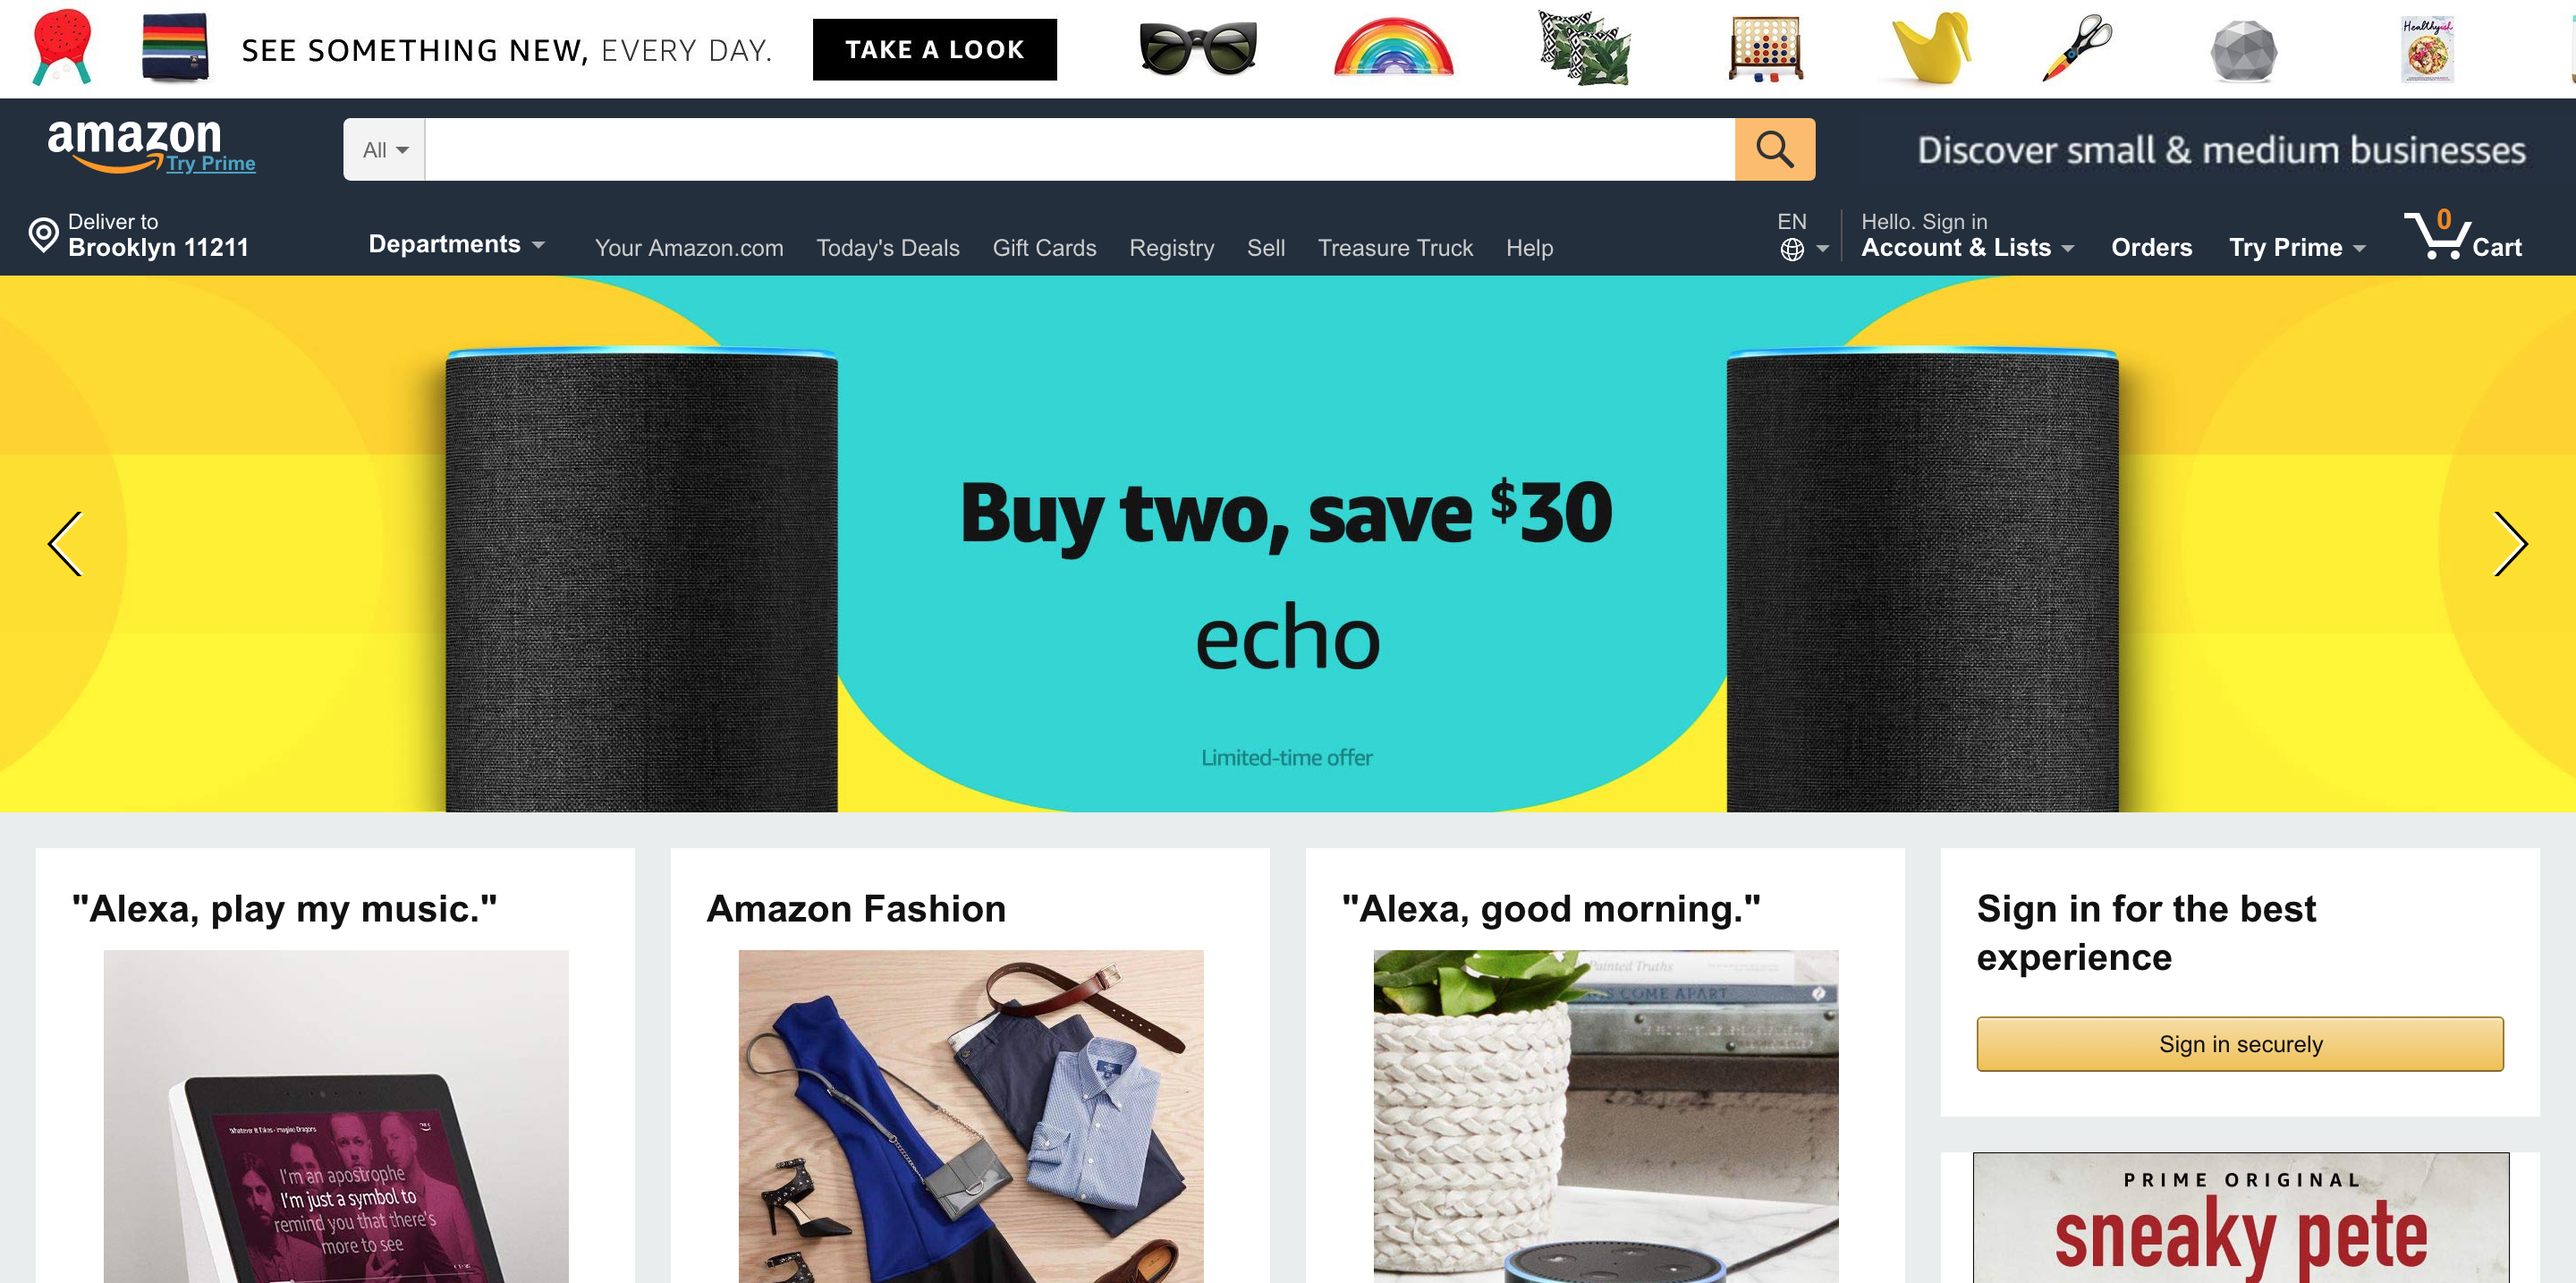 SEE SOMETHING NEW, EVERY DAY.
TAKE A LOOK
Healthyish
amazon
Try Prime
All
Discover small & medium businesses
Deliver to
Brooklyn 11211
Departments
Your Amazon.com
Today's Deals
Gift Cards
Registry
Sell
Treasure Truck
Help
EN
Hello. Sign in
Account & Lists
Orders
Try Prime
0
Cart
Buy two, save $30
echo
Limited-time offer
"Alexa, play my music."
Amazon Fashion
"Alexa, good morning."
Sign in for the best
experience
Sign in securely
Whatever It Takes - Imagine Dragons
I'm an apostrophe
I'm just a symbol to
remind you that there's
more to see
Painted Truths
COME APART
PRIME ORIGINAL
sneaky pete